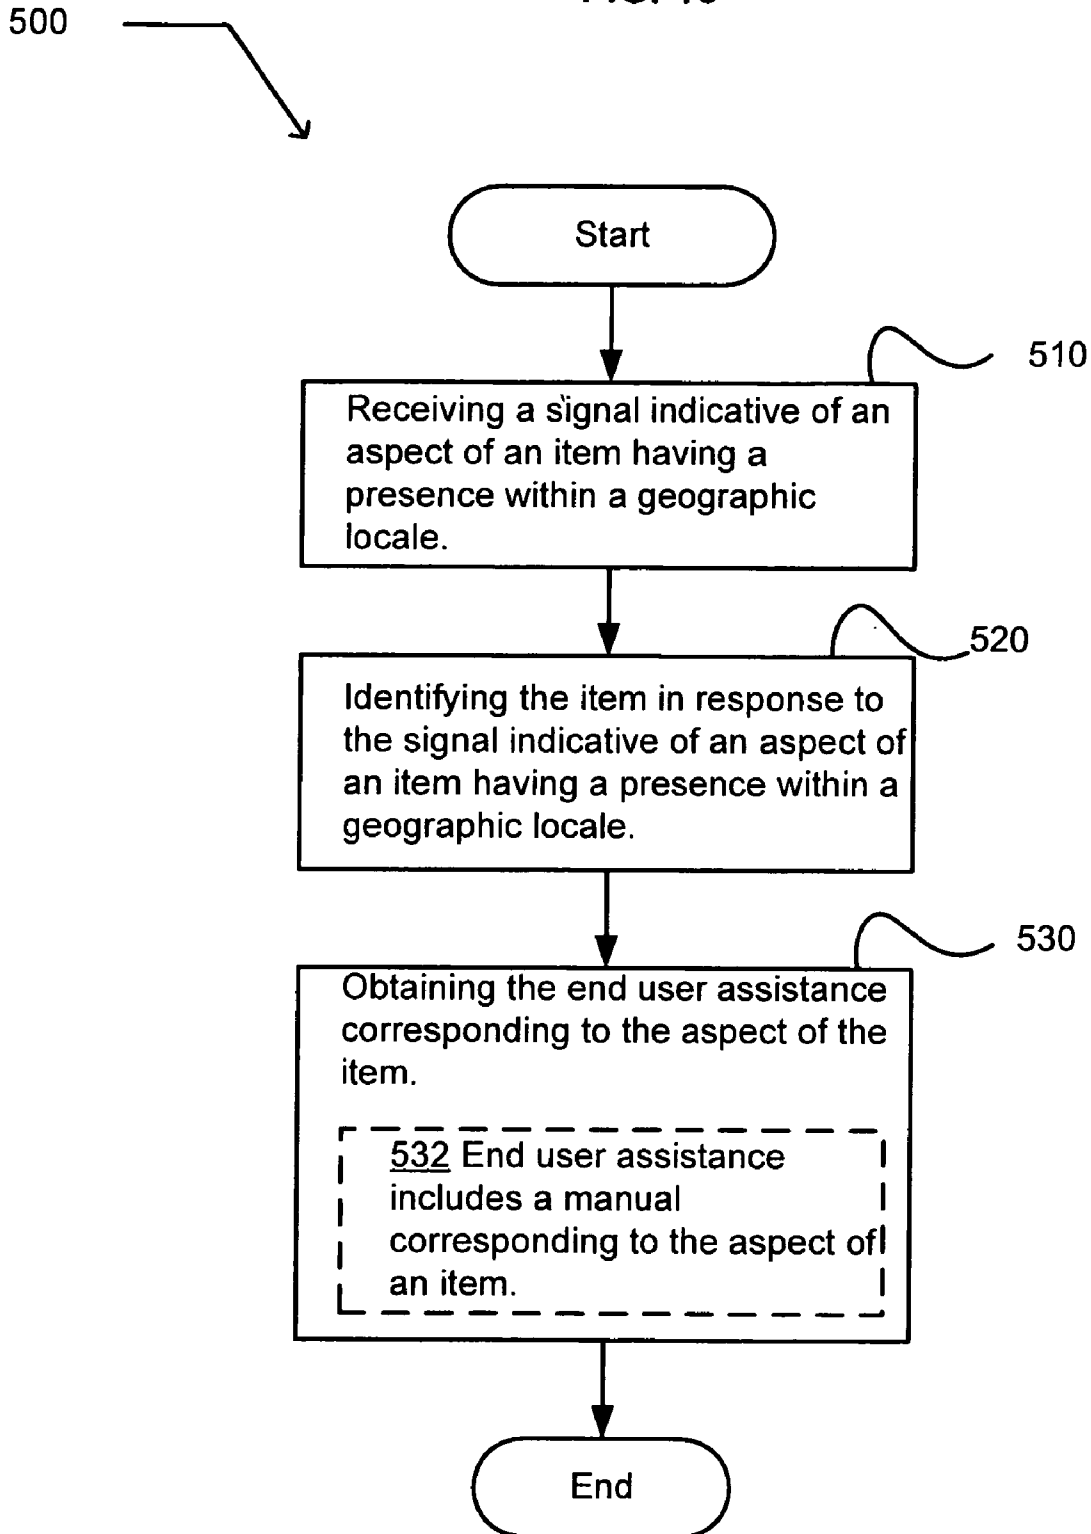 500
Start
510
Receiving a signal indicative of an
aspect of an item having a
presence within a geographic
locale.
520
Identifying the item in response to
the signal indicative of an aspect of
an item having a presence within a
geographic locale.
530
Obtaining the end user assistance
corresponding to the aspect of the
item.
532 End user assistance
includes a manual
corresponding to the aspect of
an item.
End